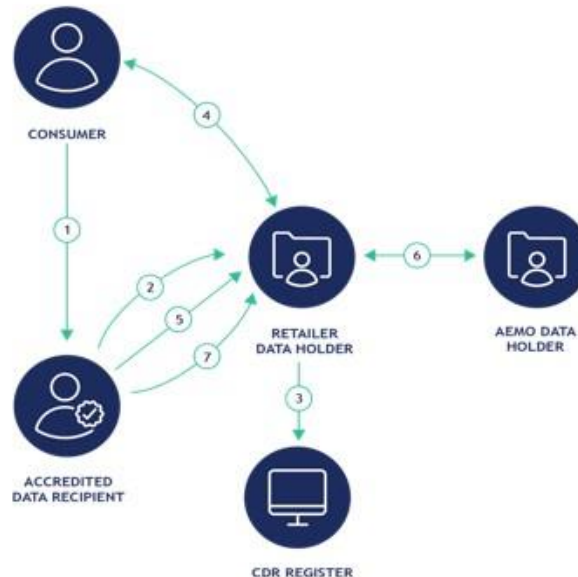 CONSUMER
4
1
2
5
7
6
RETAILER
DATA HOLDER
AEMO DATA
HOLDER
3
ACCREDITED
DATA RECIPIENT
CDR REGISTER